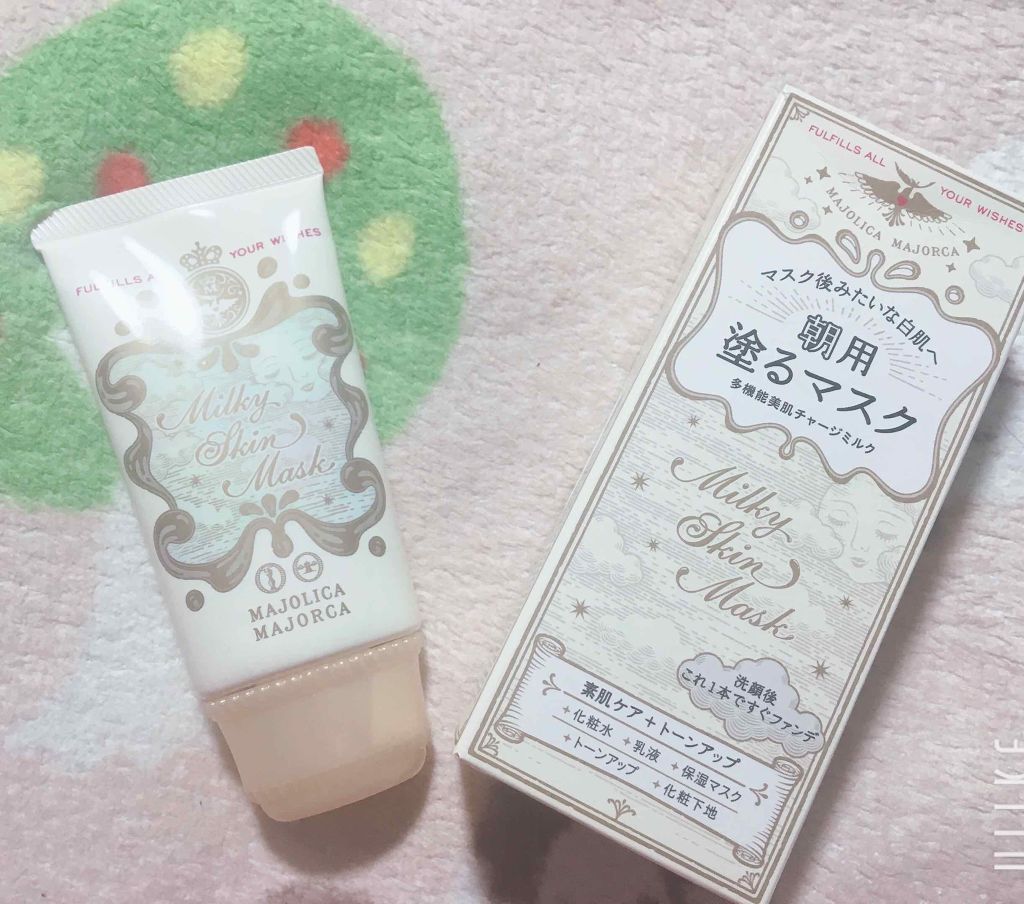 FULFILLS ALL YOUR WISHES
Milky
Skin
Mask
MAJOLICA
MAJORCA
FULFILLS ALL YOUR WISHES
MAJOLICA MAJORCA
マスク後みたいな白肌へ
朝用
塗るマスク
多機能美肌チャージミルク
Milky
Skin
Mask
洗顔後
これ1本ですぐファンデ
素肌ケア+トーンアップ
+化粧水 +乳液 +保湿マスク
+トーンアップ +化粧下地